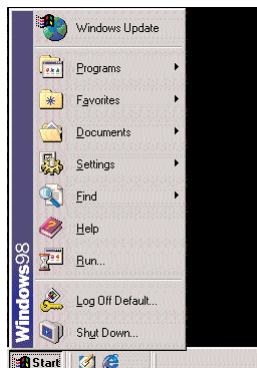 Windows Update
Programs
Favorites
Documents
Settings
Find
Help
Run...
Log Off Default...
Shut Down...
Windows98
Start